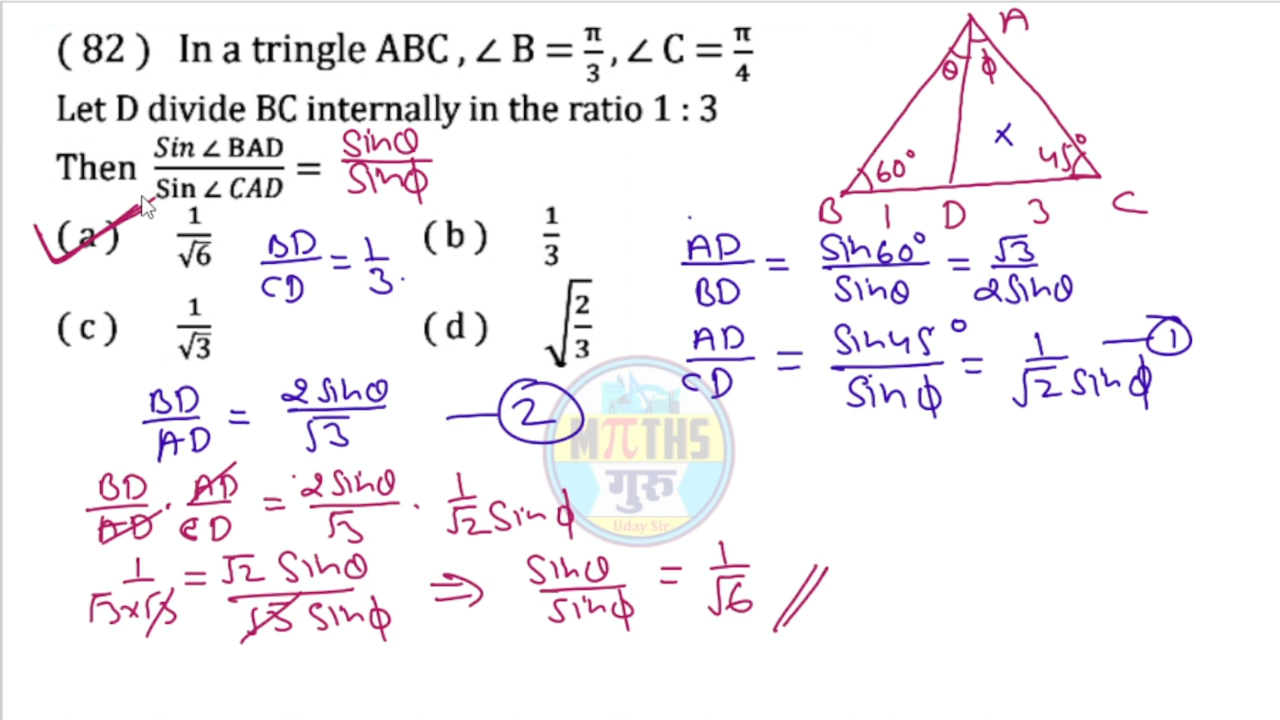 ( 82 ) In a tringle ABC , ∠ B = π/3 , ∠ C = π/4
Let D divide BC internally in the ratio 1 : 3
Then Sin ∠ BAD / Sin ∠ CAD = Sinθ / Sinϕ
(a) 1/√6 (b) 1/3
(c) 1/√3 (d) √2/3
BD/CD = 1/3.
A
θ ϕ
x
60° 45°
B 1 D 3 C
AD/BD = Sin60°/Sinθ = √3/2Sinθ
AD/CD = Sin45°/Sinϕ = 1/√2 Sinϕ — ①
BD/AD = 2Sinθ/√3 — ②
BD/AD · AD/CD = 2Sinθ/√3 · 1/√2 Sinϕ
1/√3×√3 = √2 Sinθ/√3 Sinϕ ⇒ Sinθ/Sinϕ = 1/√6 //
MπTHS
गुरु
Uday Sir